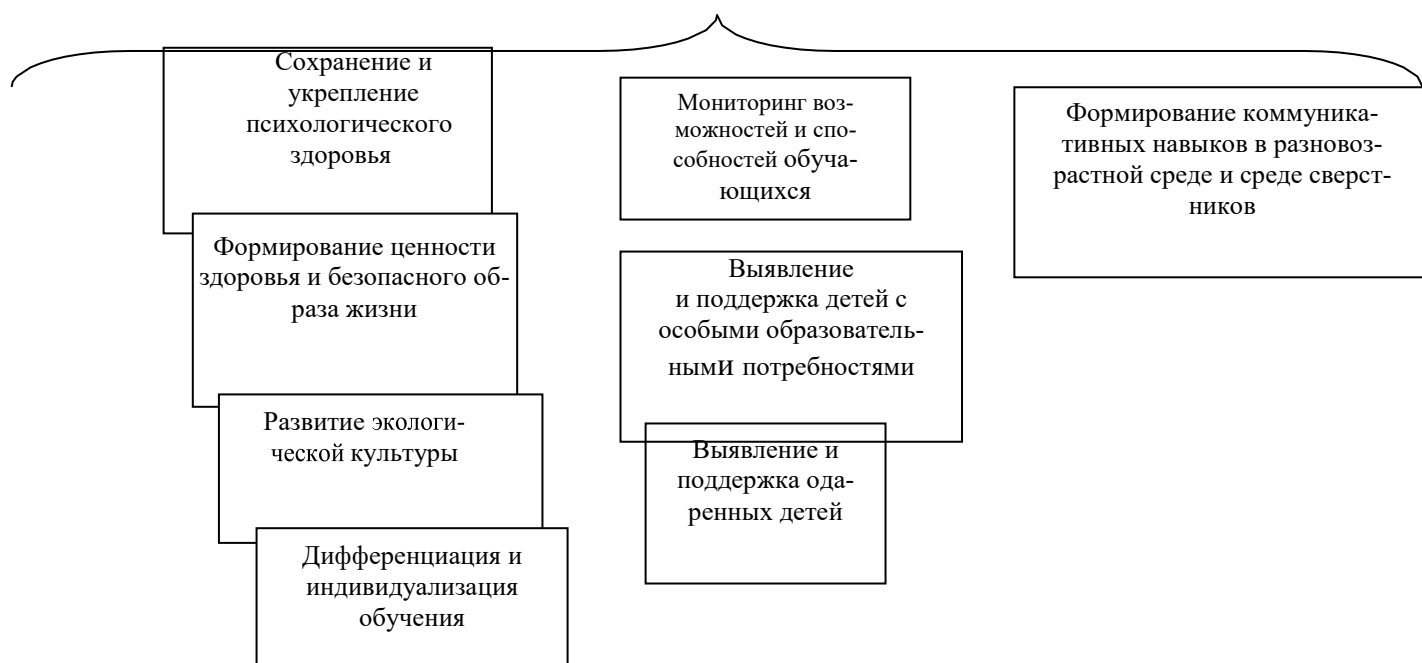 Сохранение и
укрепление
психологического
здоровья
Формирование ценности
здоровья и безопасного об-
раза жизни
Развитие экологи-
ческой культуры
Дифференциация и
индивидуализация
обучения
Мониторинг воз-
можностей и спо-
собностей обуча-
ющихся
Выявление
и поддержка детей с
особыми образователь-
ными потребностями
Выявление и
поддержка ода-
ренных детей
Формирование коммуника-
тивных навыков в разновоз-
растной среде и среде сверст-
ников